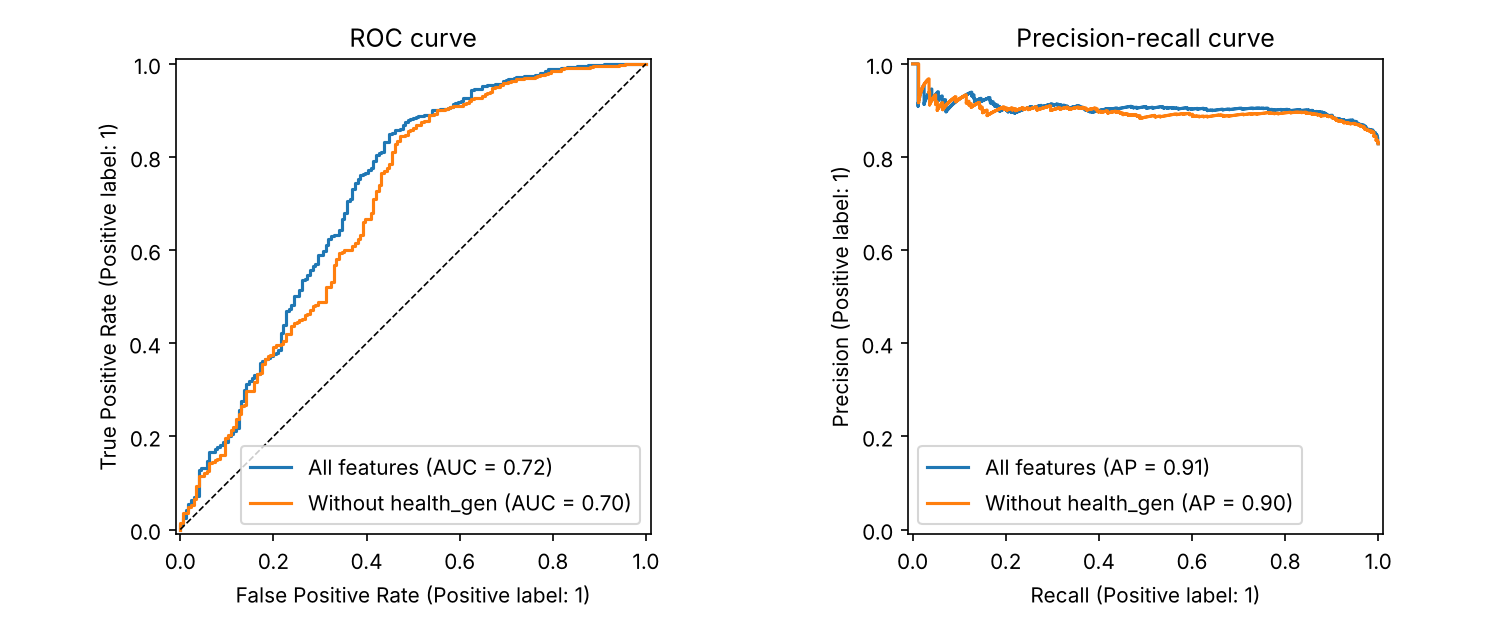 ROC curve
True Positive Rate (Positive label: 1)
1.0
0.8
0.6
0.4
0.2
0.0
All features (AUC = 0.72)
Without health_gen (AUC = 0.70)
0.0 0.2 0.4 0.6 0.8 1.0
False Positive Rate (Positive label: 1)
Precision-recall curve
Precision (Positive label: 1)
1.0
0.8
0.6
0.4
0.2
0.0
All features (AP = 0.91)
Without health_gen (AP = 0.90)
0.0 0.2 0.4 0.6 0.8 1.0
Recall (Positive label: 1)